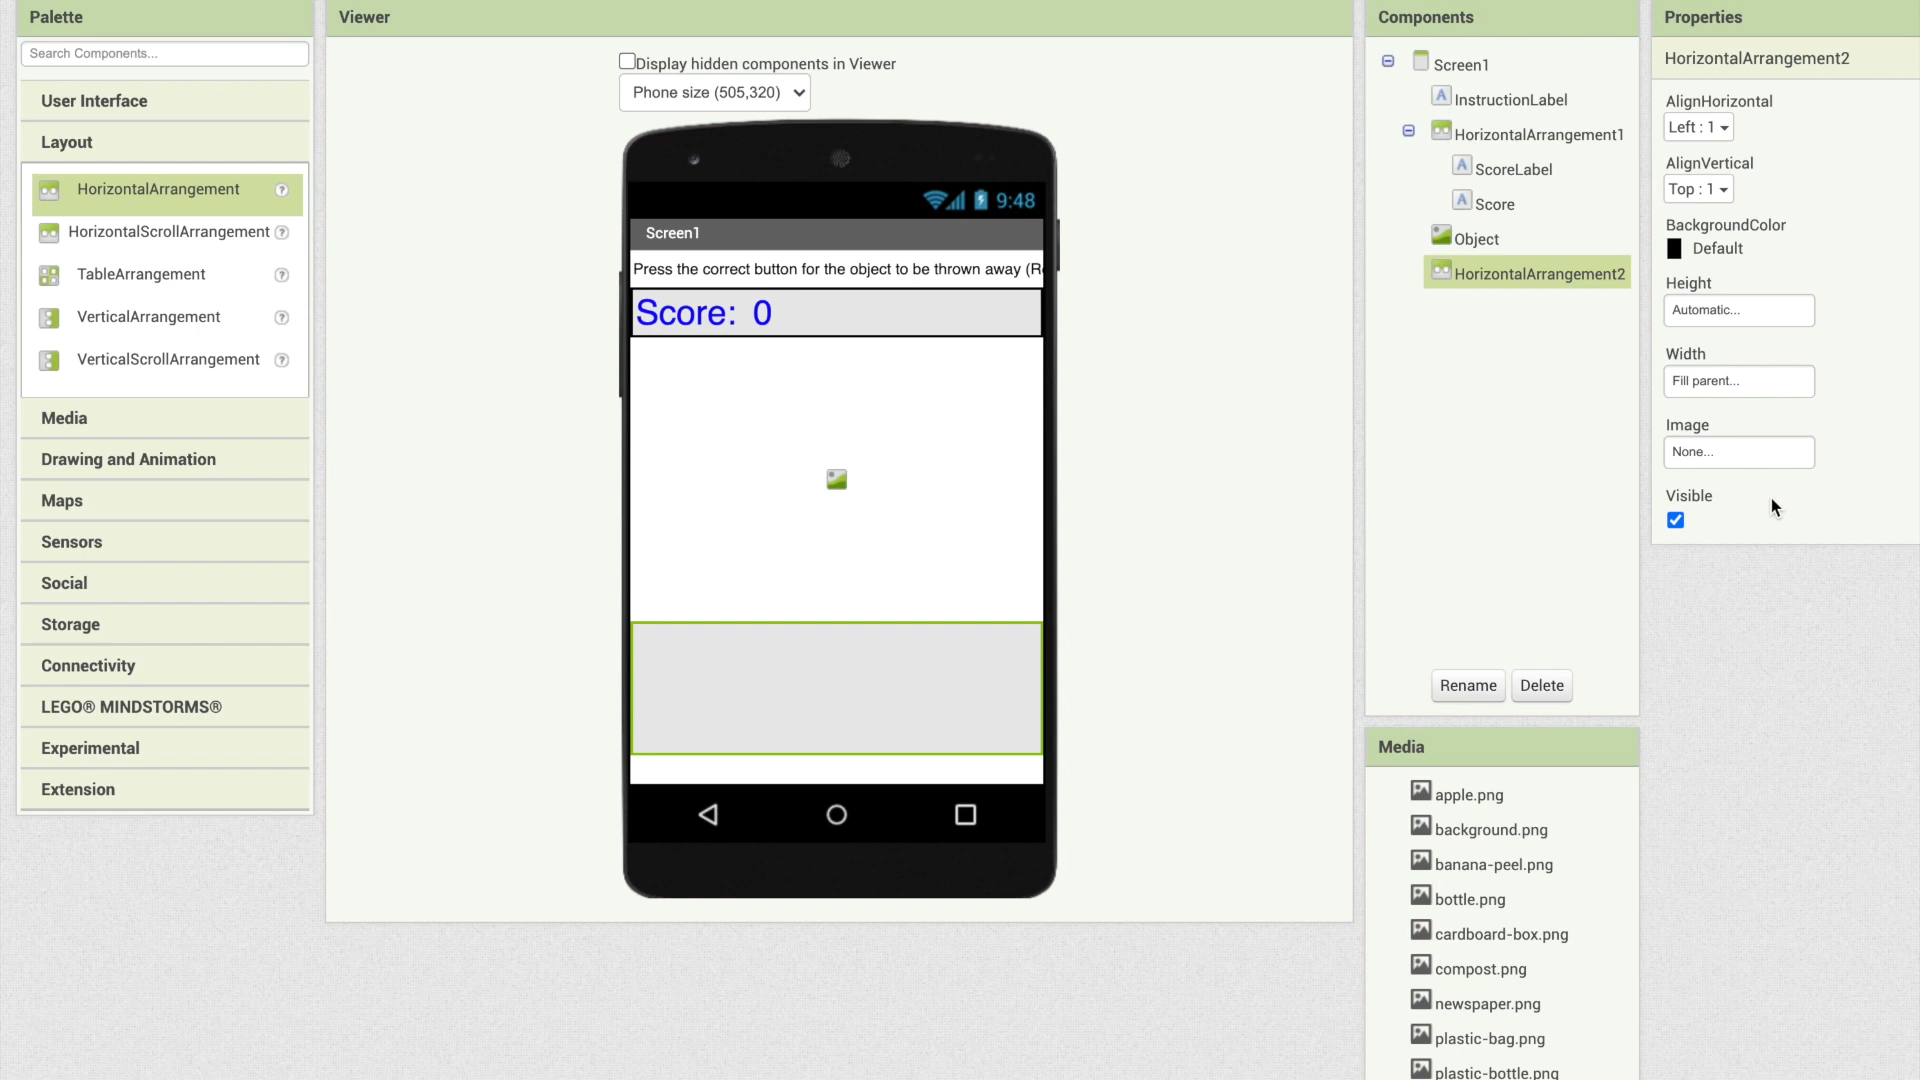 Palette
Search Components...
User Interface
Layout
HorizontalArrangement
?
HorizontalScrollArrangement
?
TableArrangement
?
VerticalArrangement
?
VerticalScrollArrangement
?
Media
Drawing and Animation
Maps
Sensors
Social
Storage
Connectivity
LEGO® MINDSTORMS®
Experimental
Extension
Viewer
Display hidden components in Viewer
Phone size (505,320)
9:48
Screen1
Press the correct button for the object to be thrown away (R
Score: 0
Components
Screen1
A InstructionLabel
HorizontalArrangement1
A ScoreLabel
A Score
Object
HorizontalArrangement2
Rename
Delete
Media
apple.png
background.png
banana-peel.png
bottle.png
cardboard-box.png
compost.png
newspaper.png
plastic-bag.png
plastic-bottle.png
Properties
HorizontalArrangement2
AlignHorizontal
Left : 1
AlignVertical
Top : 1
BackgroundColor
Default
Height
Automatic...
Width
Fill parent...
Image
None...
Visible